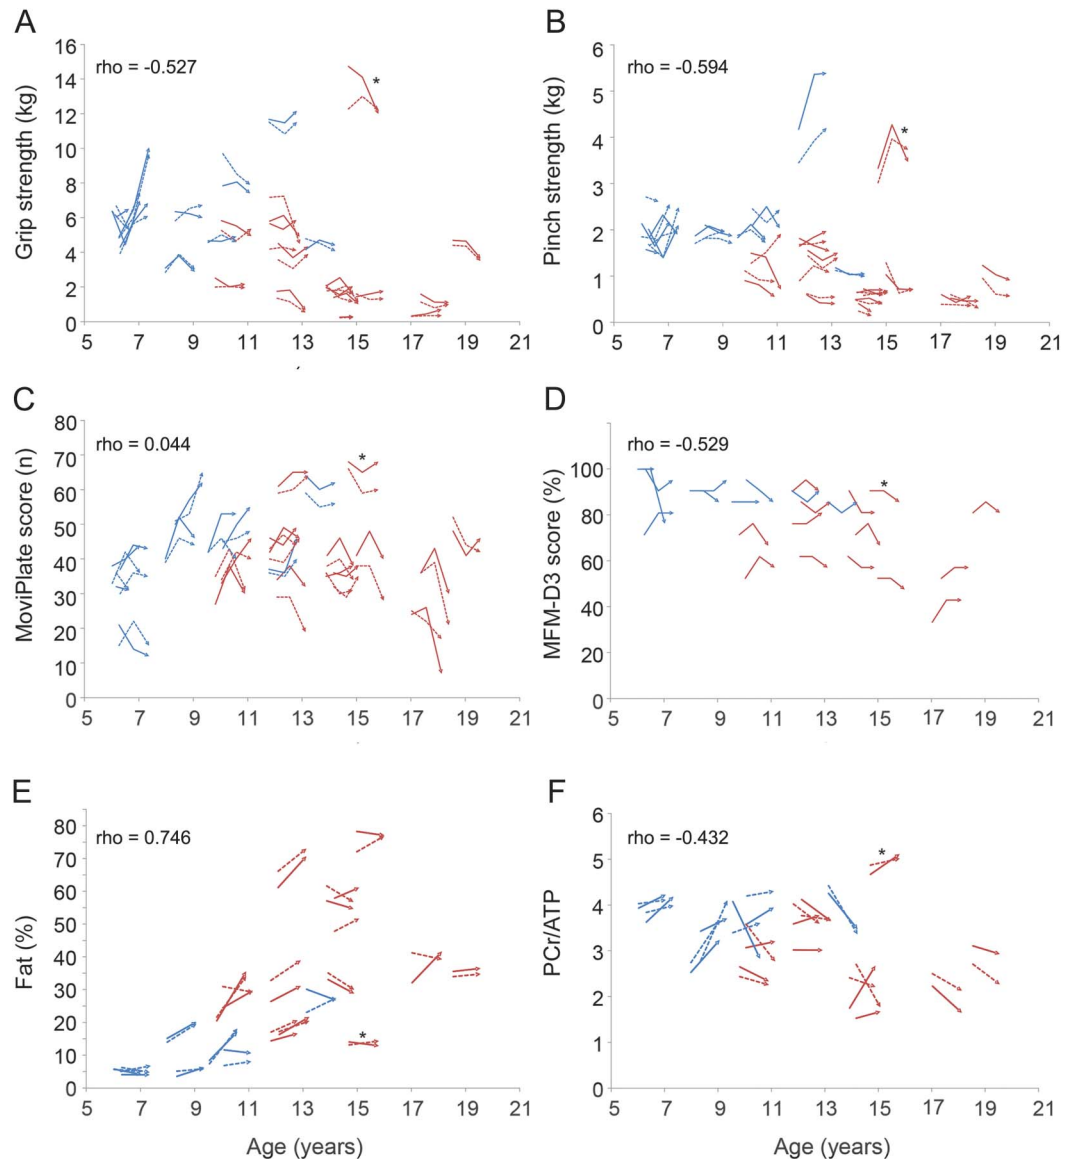 A
Grip strength (kg)
16
14
12
10
8
6
4
2
0
rho = -0.527
*
5 7 9 11 13 15 17 19 21
B
Pinch strength (kg)
6
5
4
3
2
1
0
rho = -0.594
*
5 7 9 11 13 15 17 19 21
C
MoviPlate score (n)
80
70
60
50
40
30
20
10
0
rho = 0.044
*
5 7 9 11 13 15 17 19 21
D
MFM-D3 score (%)
100
80
60
40
20
0
rho = -0.529
*
5 7 9 11 13 15 17 19 21
E
Fat (%)
80
70
60
50
40
30
20
10
0
rho = 0.746
*
5 7 9 11 13 15 17 19 21
Age (years)
F
PCr/ATP
6
5
4
3
2
1
0
rho = -0.432
*
5 7 9 11 13 15 17 19 21
Age (years)